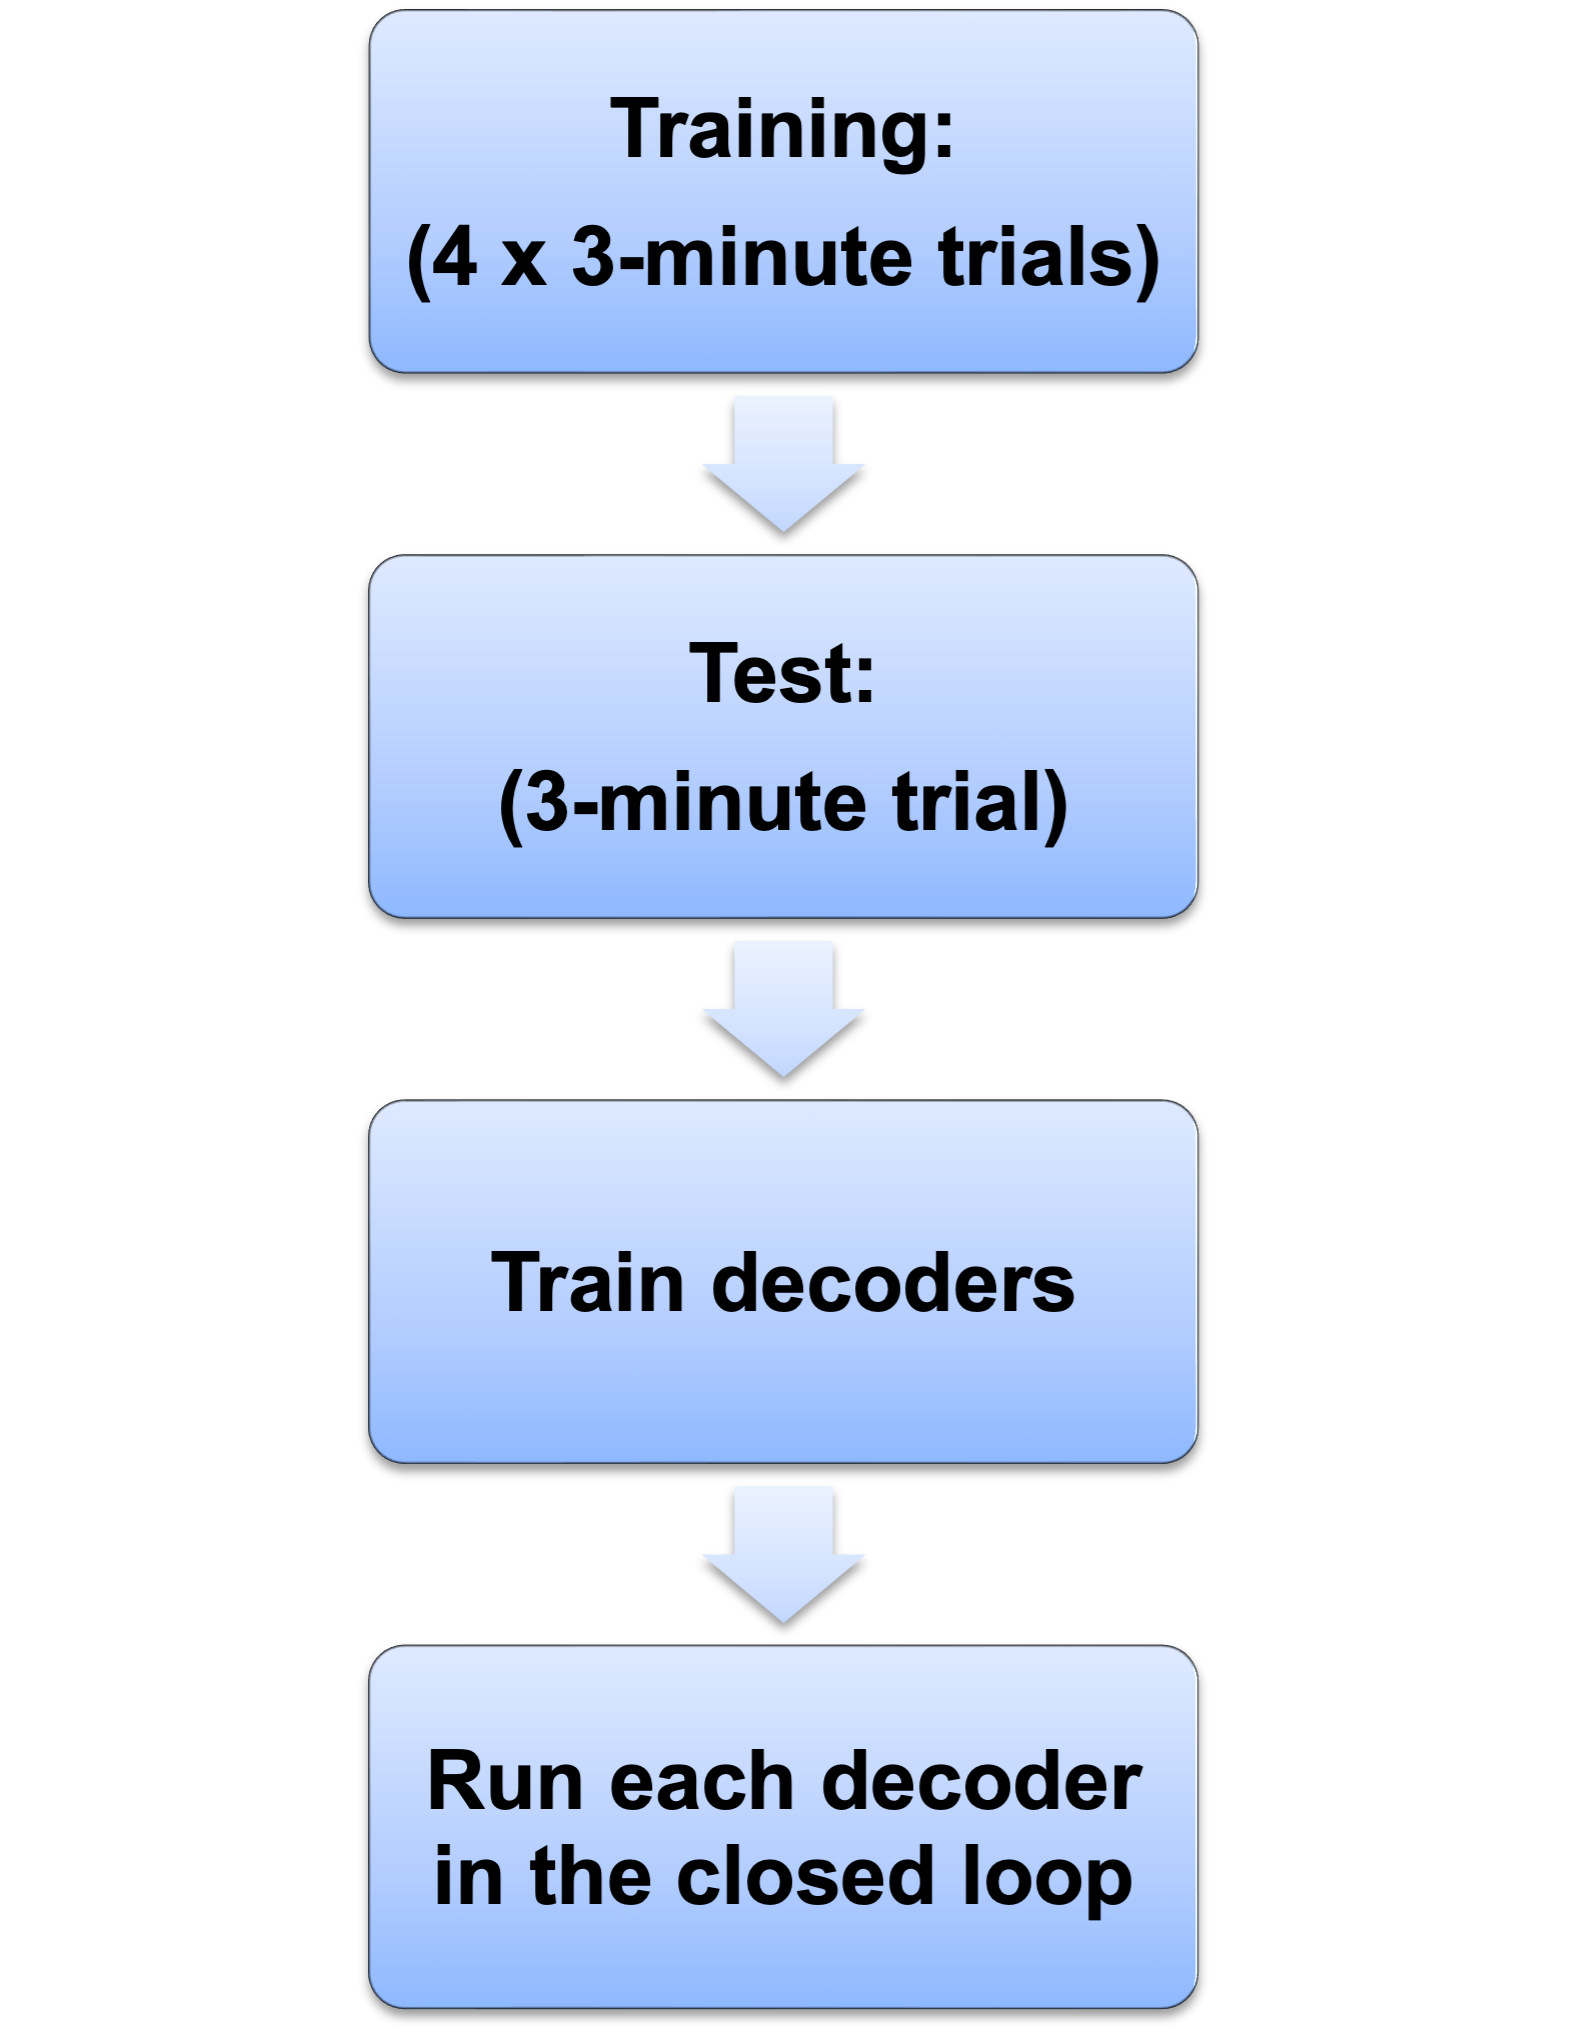 Training:
(4 x 3-minute trials)
Test:
(3-minute trial)
Train decoders
Run each decoder
in the closed loop